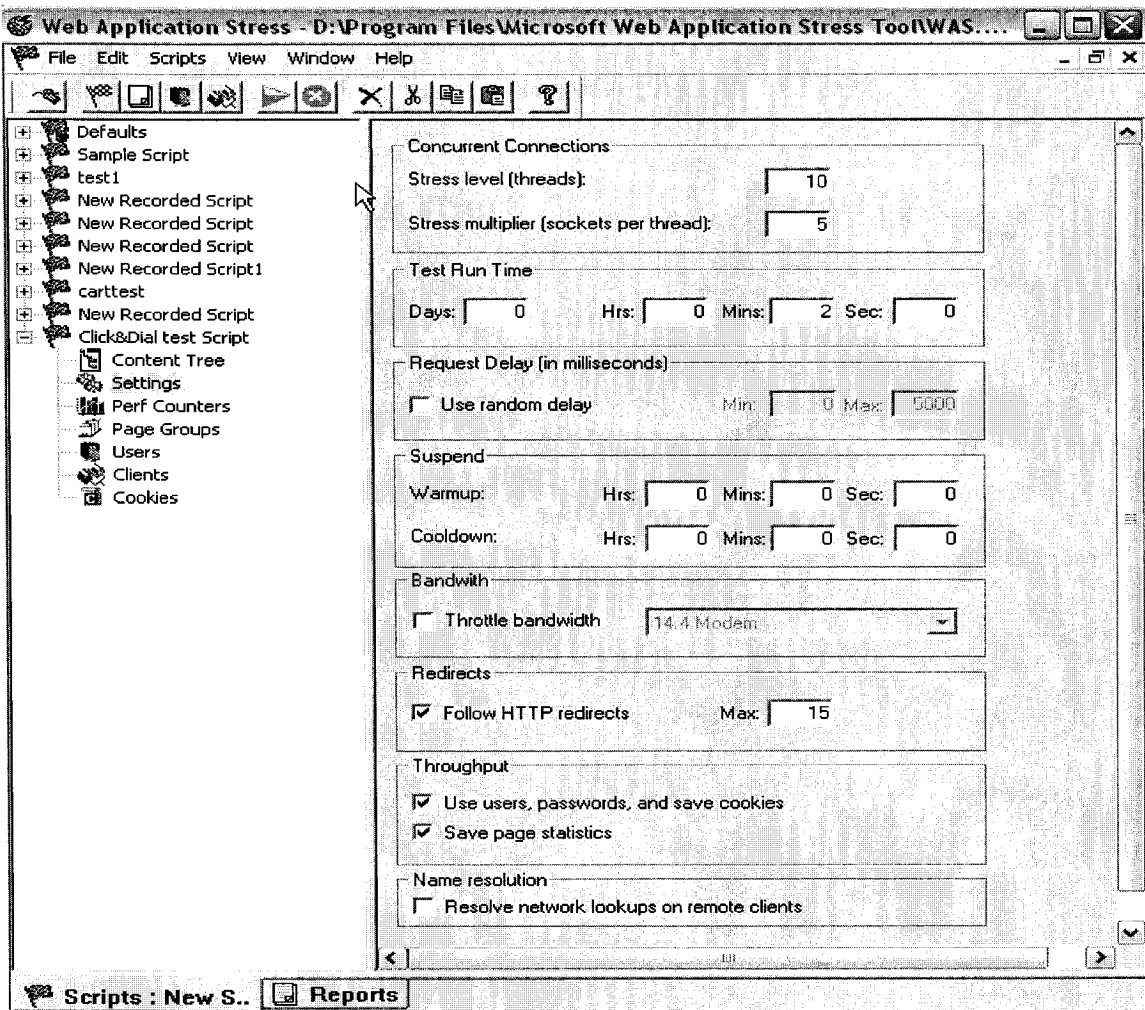 Web Application Stress - D:\Program Files\Microsoft Web Application Stress Tool\WAS....
File Edit Scripts View Window Help
Defaults
Sample Script
test1
New Recorded Script
New Recorded Script
New Recorded Script
New Recorded Script1
carttest
New Recorded Script
Click&Dial test Script
Content Tree
Settings
Perf Counters
Page Groups
Users
Clients
Cookies
Concurrent Connections
Stress level (threads): 10
Stress multiplier (sockets per thread): 5
Test Run Time
Days: 0 Hrs: 0 Mins: 2 Sec: 0
Request Delay (in milliseconds)
Use random delay Min: 0 Max: 5000
Suspend
Warmup: Hrs: 0 Mins: 0 Sec: 0
Cooldown: Hrs: 0 Mins: 0 Sec: 0
Bandwith
Throttle bandwidth 14.4 Modem
Redirects
Follow HTTP redirects Max: 15
Throughput
Use users, passwords, and save cookies
Save page statistics
Name resolution
Resolve network lookups on remote clients
Scripts : New S.. Reports